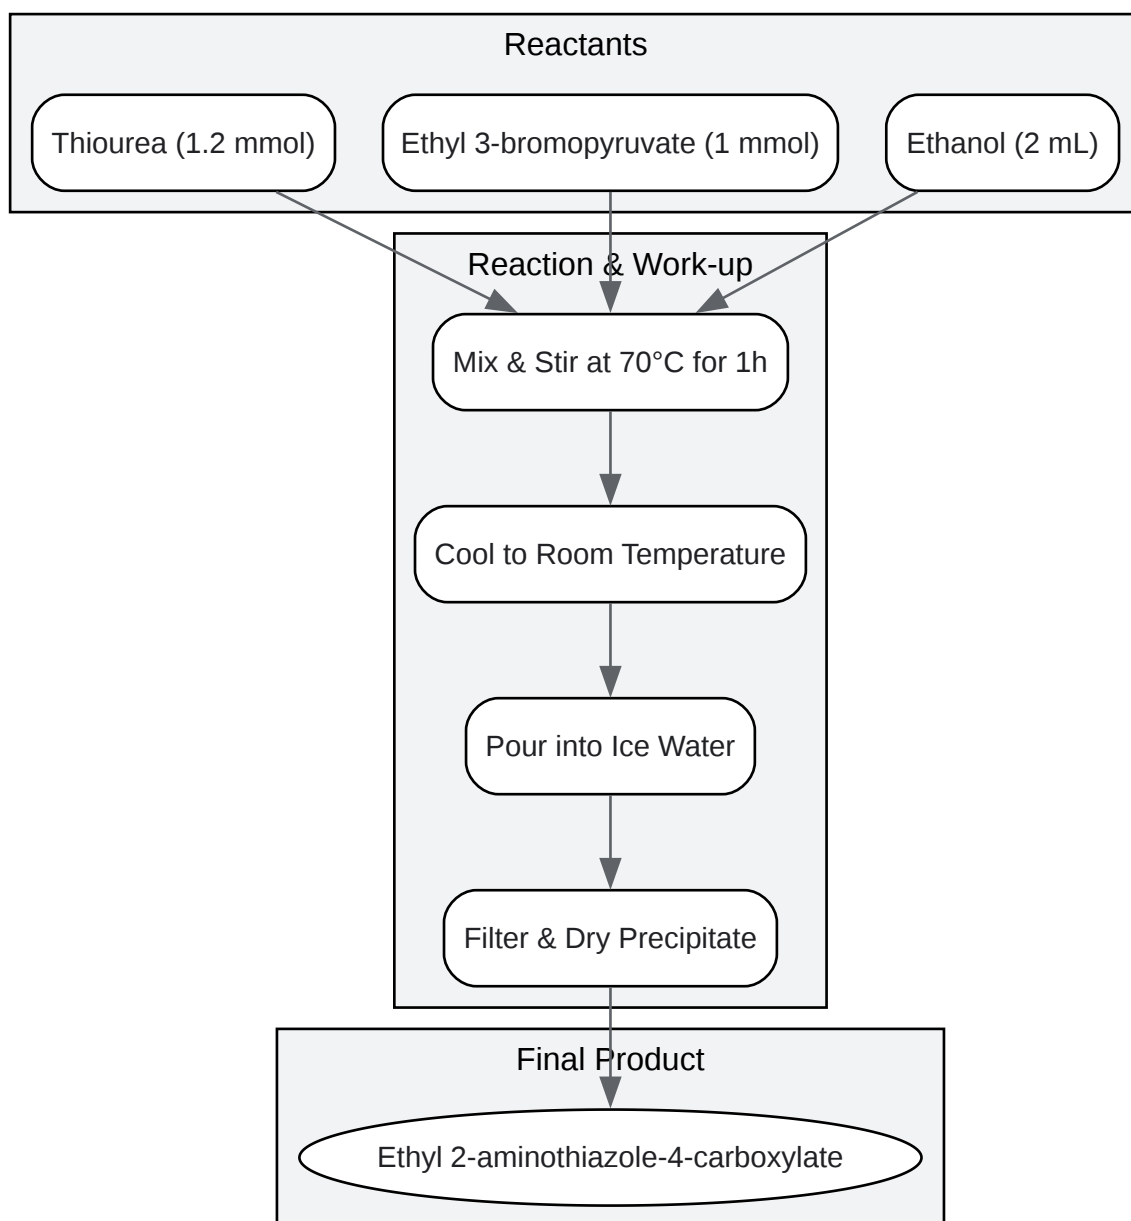 Reactants
Thiourea (1.2 mmol)
Ethyl 3-bromopyruvate (1 mmol)
Ethanol (2 mL)
Reaction & Work-up
Mix & Stir at 70°C for 1h
Cool to Room Temperature
Pour into Ice Water
Filter & Dry Precipitate
Final Product
Ethyl 2-aminothiazole-4-carboxylate